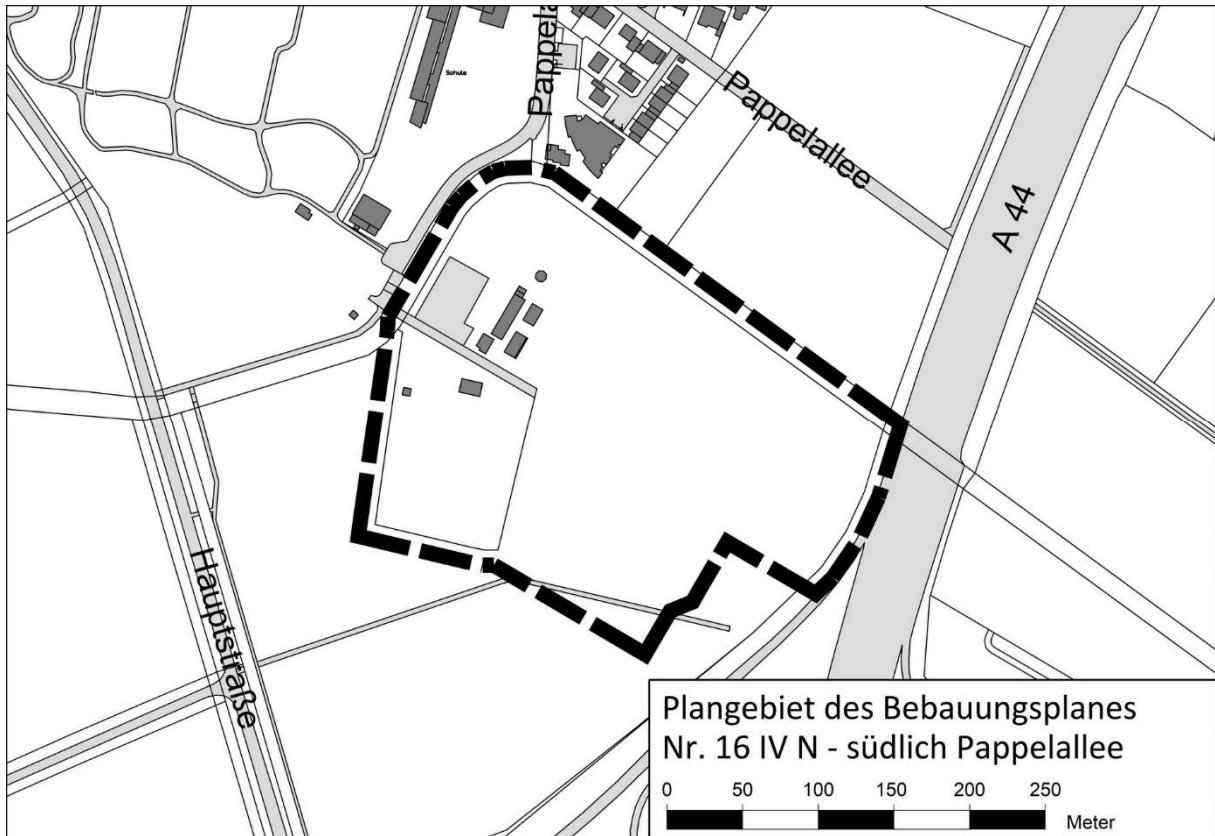 Pappela
Schule
Pappelallee
A 44
Hauptstraße
Plangebiet des Bebauungsplanes
Nr. 16 IV N - südlich Pappelallee
0 50 100 150 200 250
Meter